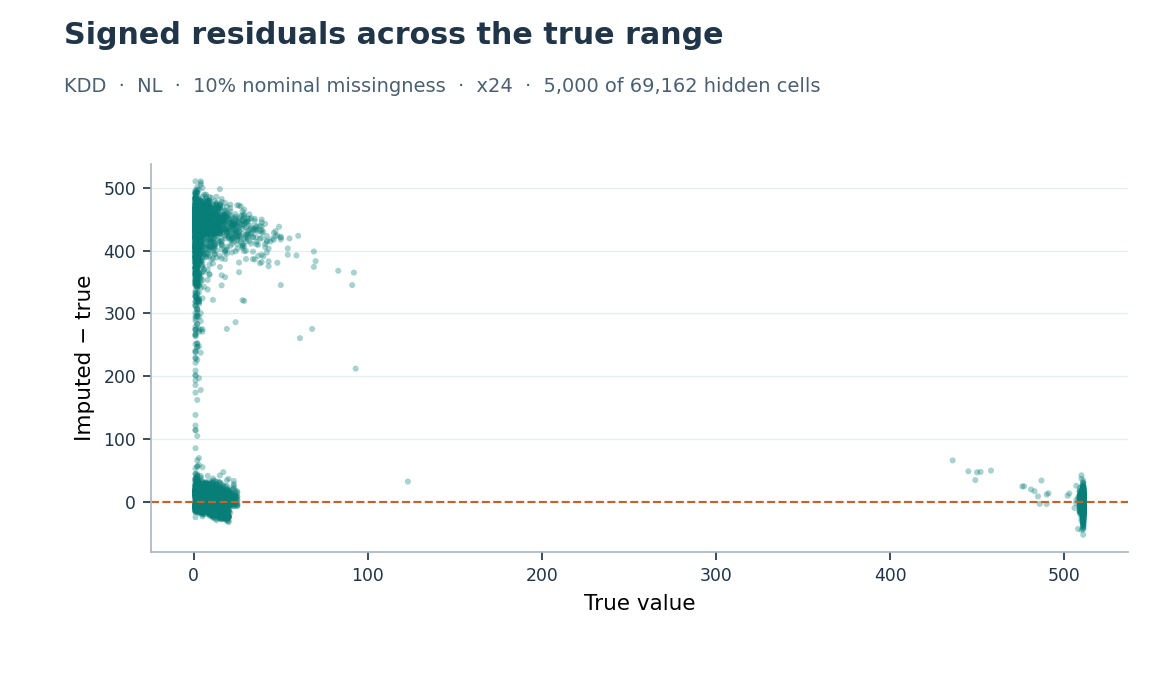 Signed residuals across the true range
KDD · NL · 10% nominal missingness · x24 · 5,000 of 69,162 hidden cells
Imputed − true
500
400
300
200
100
0
0 100 200 300 400 500
True value